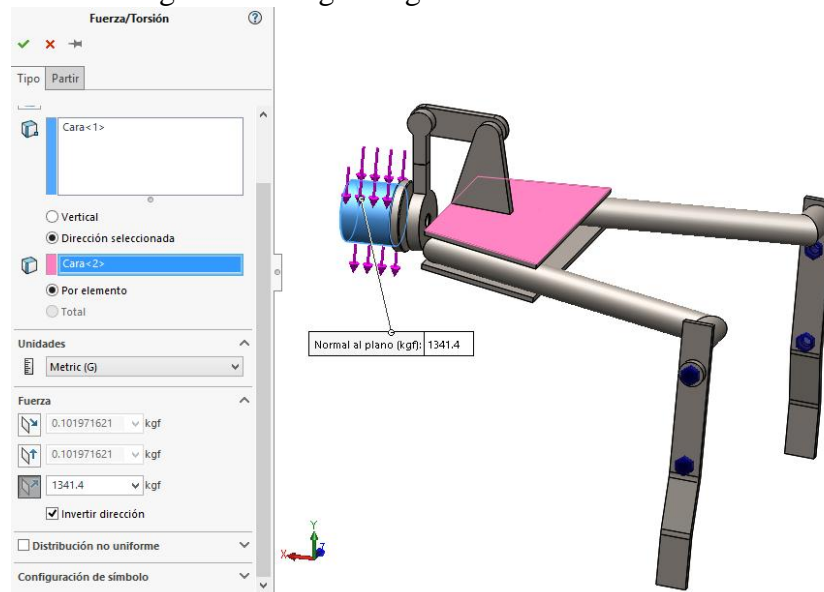 Fuerza/Torsión
Tipo Partir
Cara<1>
Vertical
Dirección seleccionada
Cara<2>
Por elemento
Total
Unidades
Metric (G)
Fuerza
0.101971621 kgf
0.101971621 kgf
1341.4 kgf
Invertir dirección
Distribución no uniforme
Configuración de símbolo
Normal al plano (kgf): 1341.4
Y
X
Z